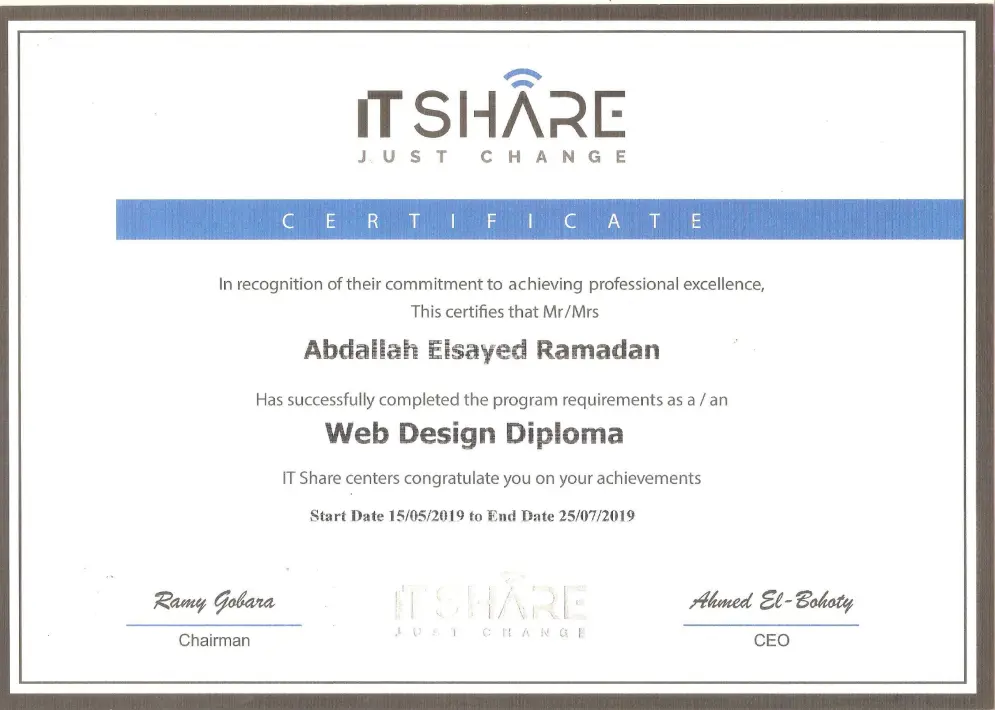 IT SHARE
JUST CHANGE
CERTIFICATE
In recognition of their commitment to achieving professional excellence,
This certifies that Mr/Mrs
Abdallah Elsayed Ramadan
Has successfully completed the program requirements as a / an
Web Design Diploma
IT Share centers congratulate you on your achievements
Start Date 15/05/2019 to End Date 25/07/2019
Ramy Gobara
Chairman
IT SHARE
JUST CHANGE
Ahmed El-Bohoty
CEO